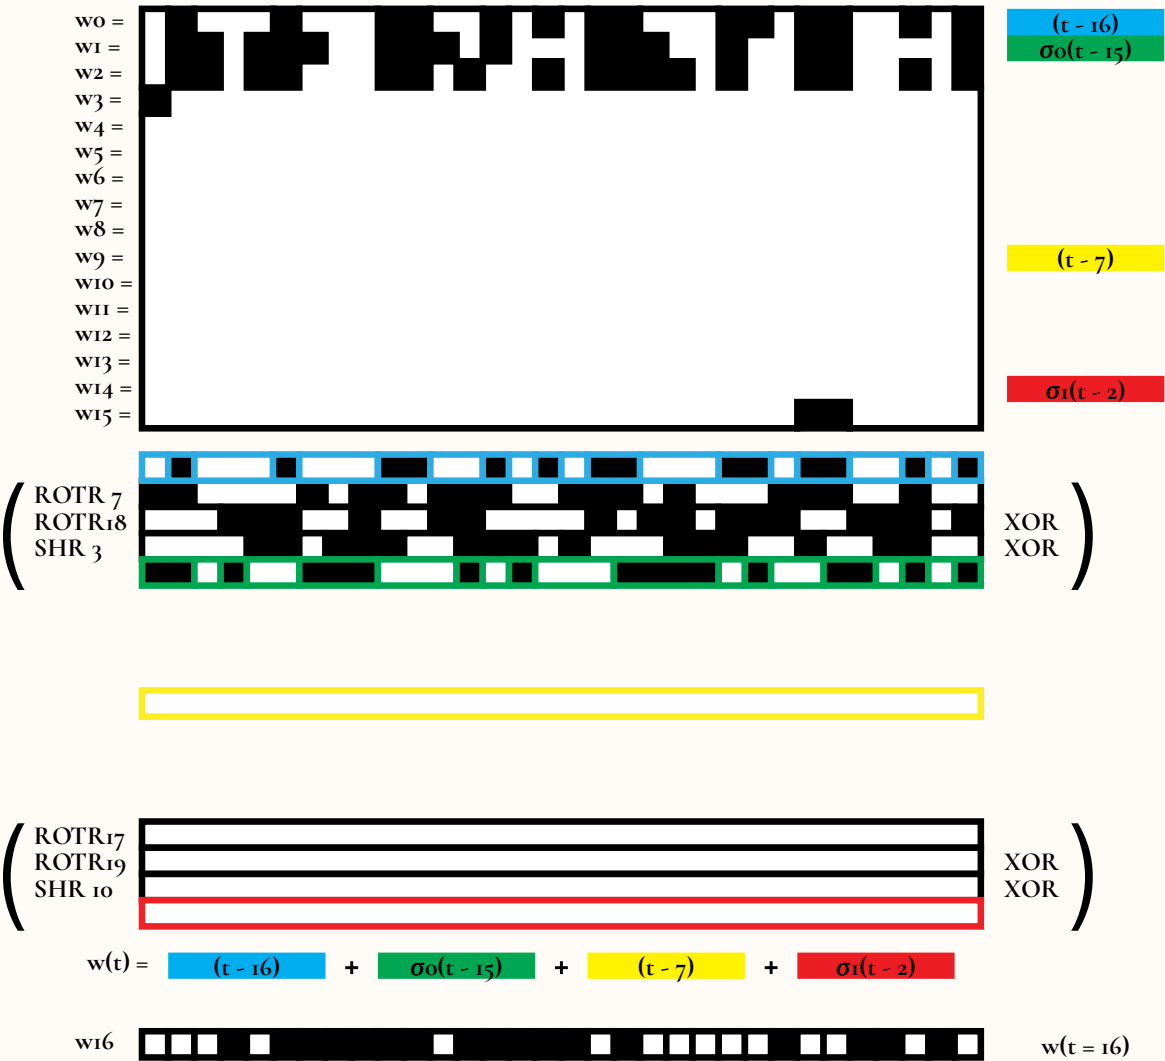 w0 =
(t - 16)
w1 =
σ0(t - 15)
w2 =
w3 =
w4 =
w5 =
w6 =
w7 =
w8 =
w9 =
(t - 7)
w10 =
w11 =
w12 =
w13 =
w14 =
σ1(t - 2)
w15 =
( ROTR 7
ROTR18 XOR
SHR 3 XOR )
( ROTR17
ROTR19 XOR
SHR 10 XOR )
w(t) = (t - 16) + σ0(t - 15) + (t - 7) + σ1(t - 2)
w16 w(t = 16)